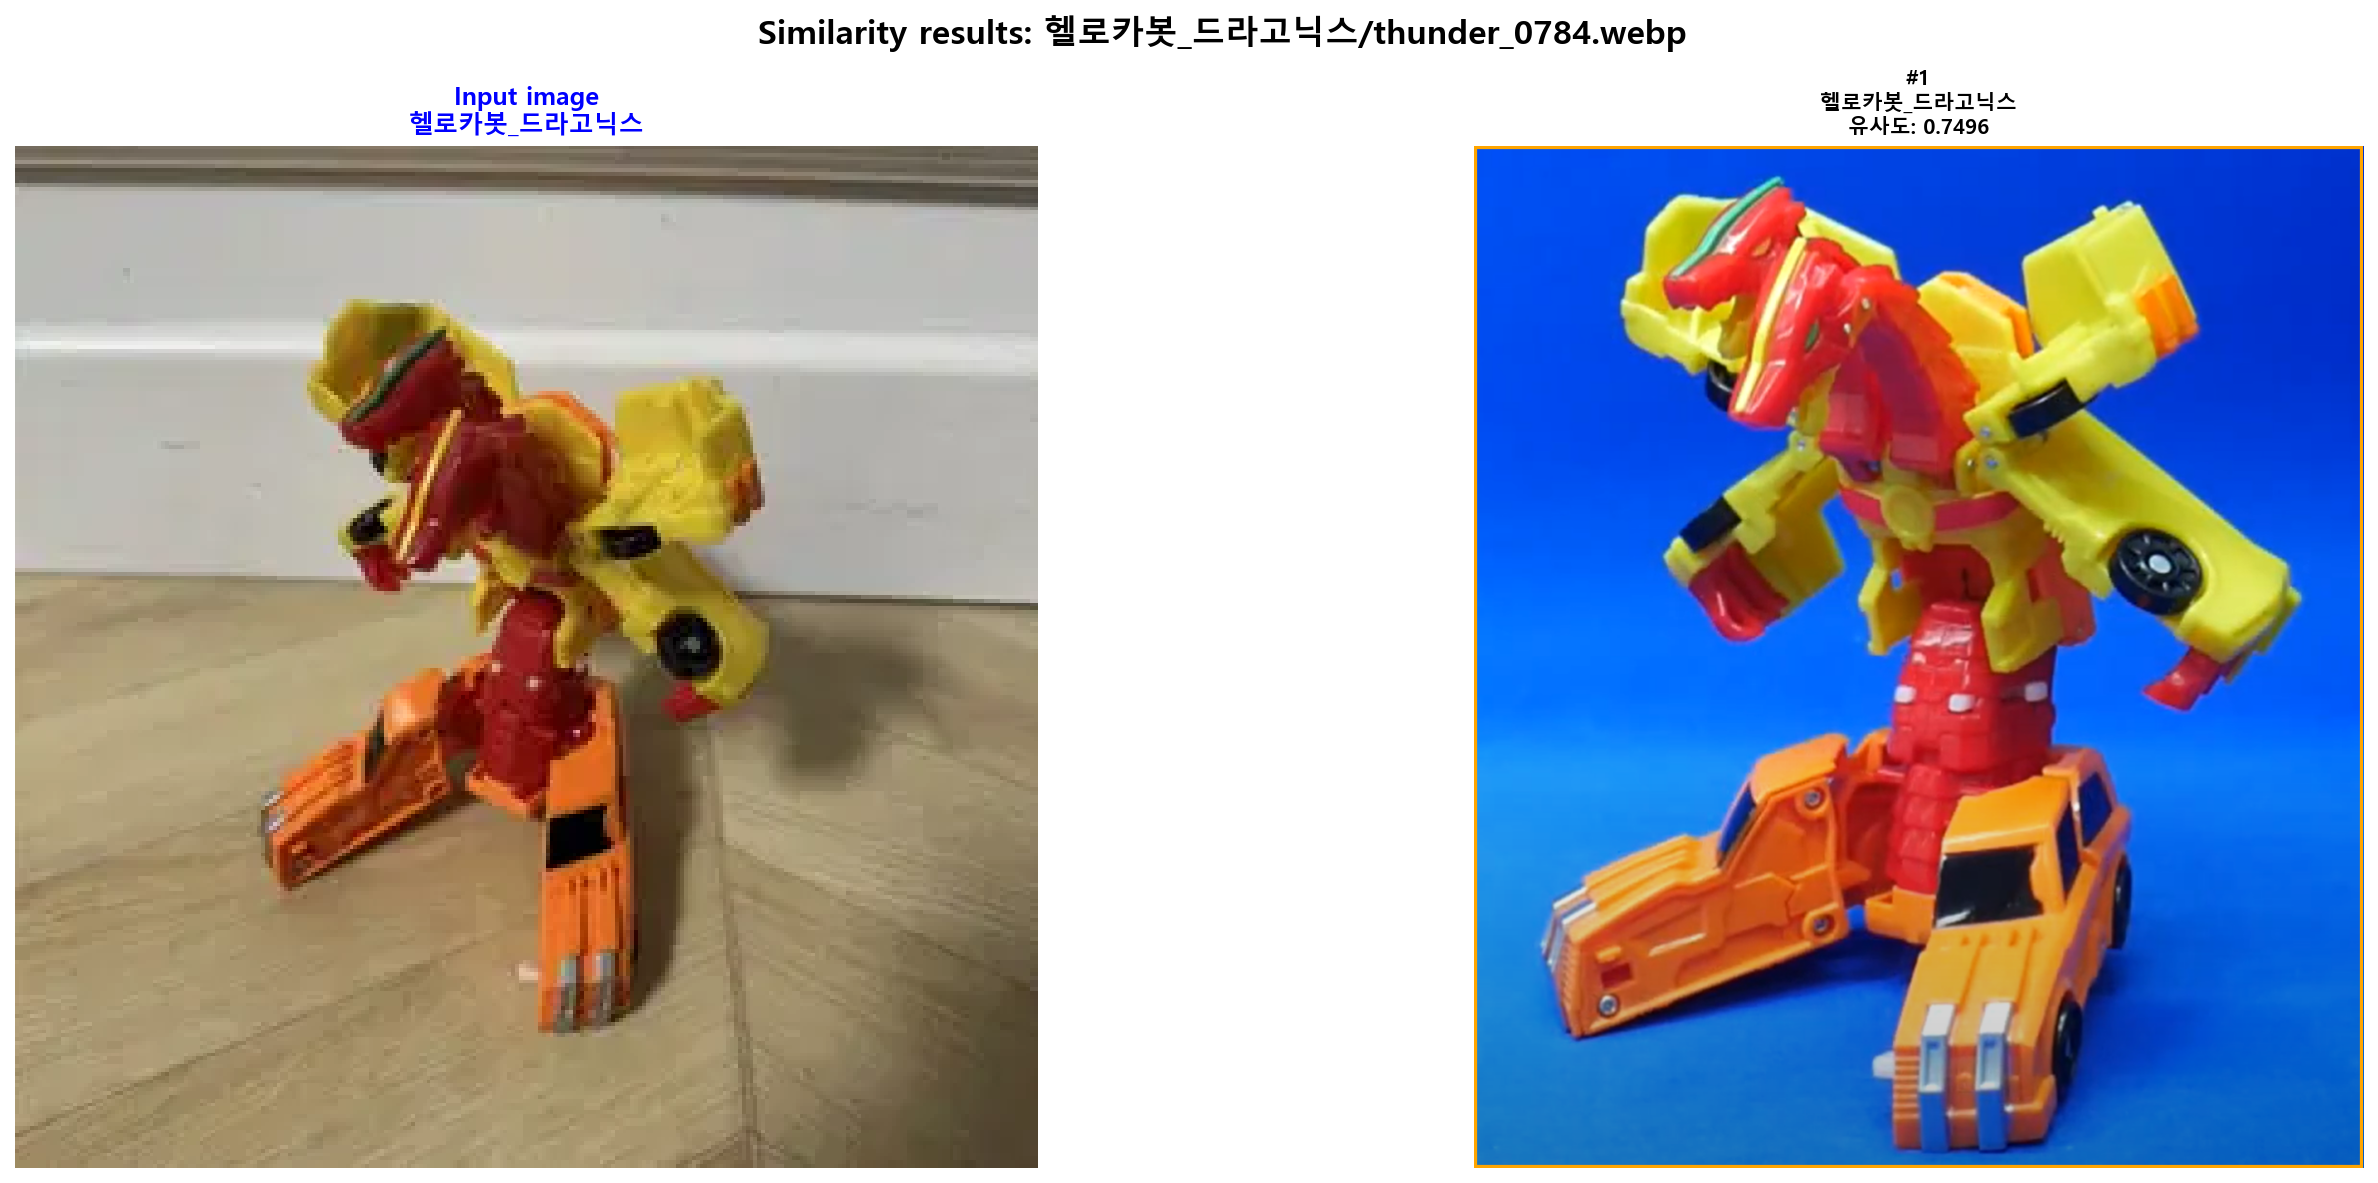 Similarity results: 헬로카봇_드라고닉스/thunder_0784.webp
Input image
헬로카봇_드라고닉스
#1
헬로카봇_드라고닉스
유사도: 0.7496